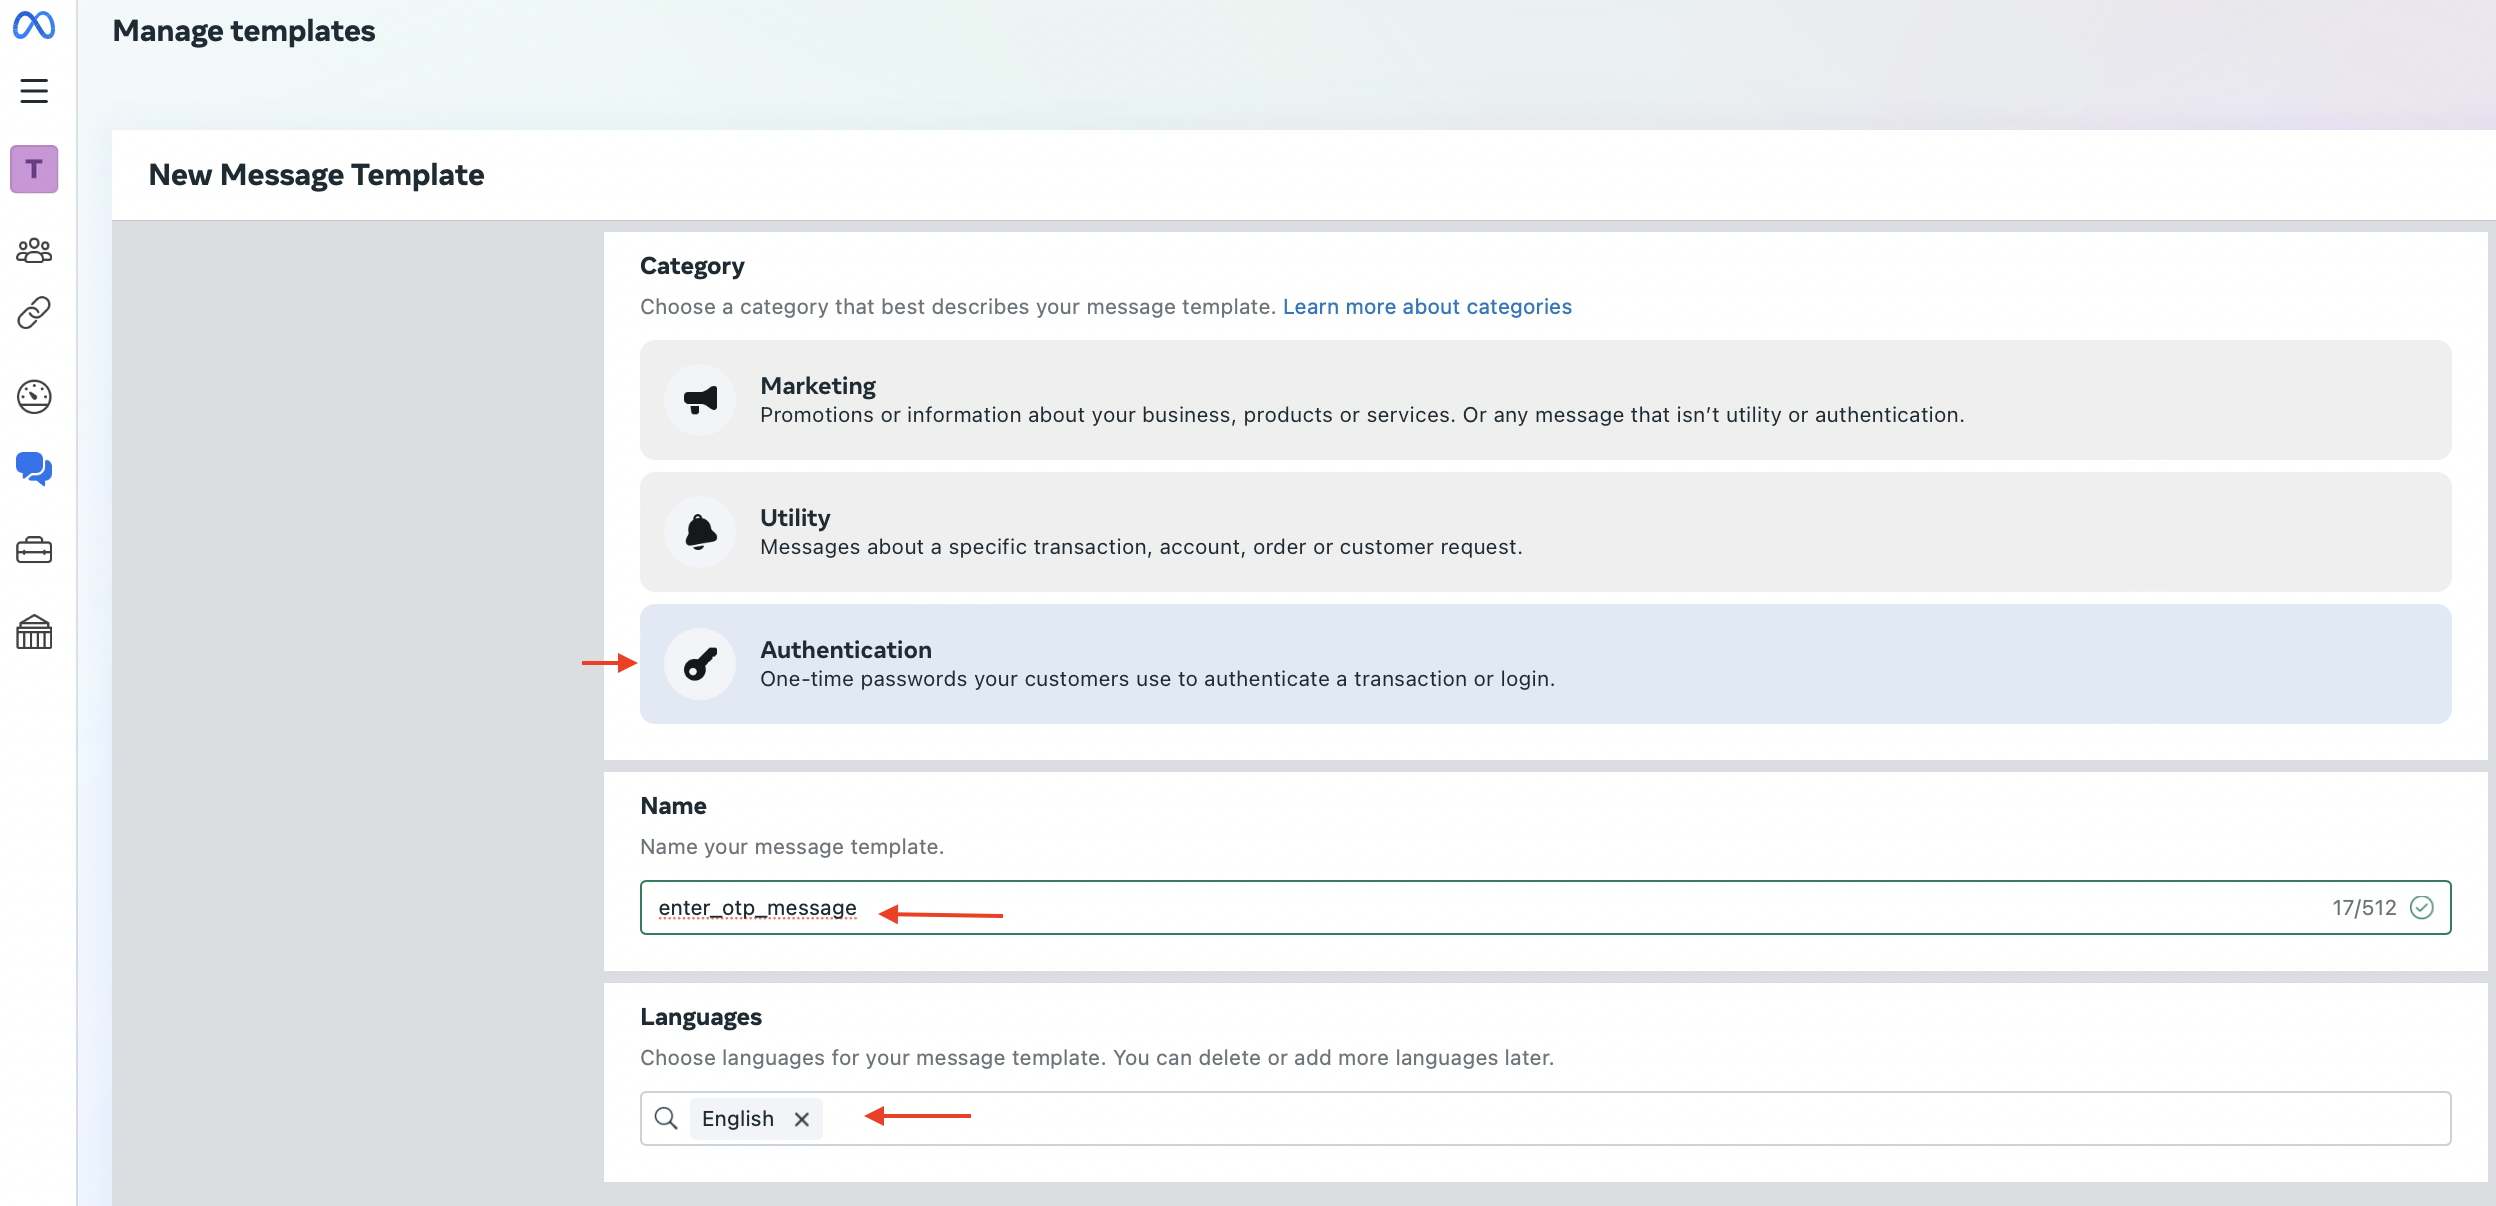 Manage templates
T
New Message Template
Category
Choose a category that best describes your message template. Learn more about categories
Marketing
Promotions or information about your business, products or services. Or any message that isn’t utility or authentication.
Utility
Messages about a specific transaction, account, order or customer request.
Authentication
One-time passwords your customers use to authenticate a transaction or login.
Name
Name your message template.
enter_otp_message 17/512
Languages
Choose languages for your message template. You can delete or add more languages later.
English